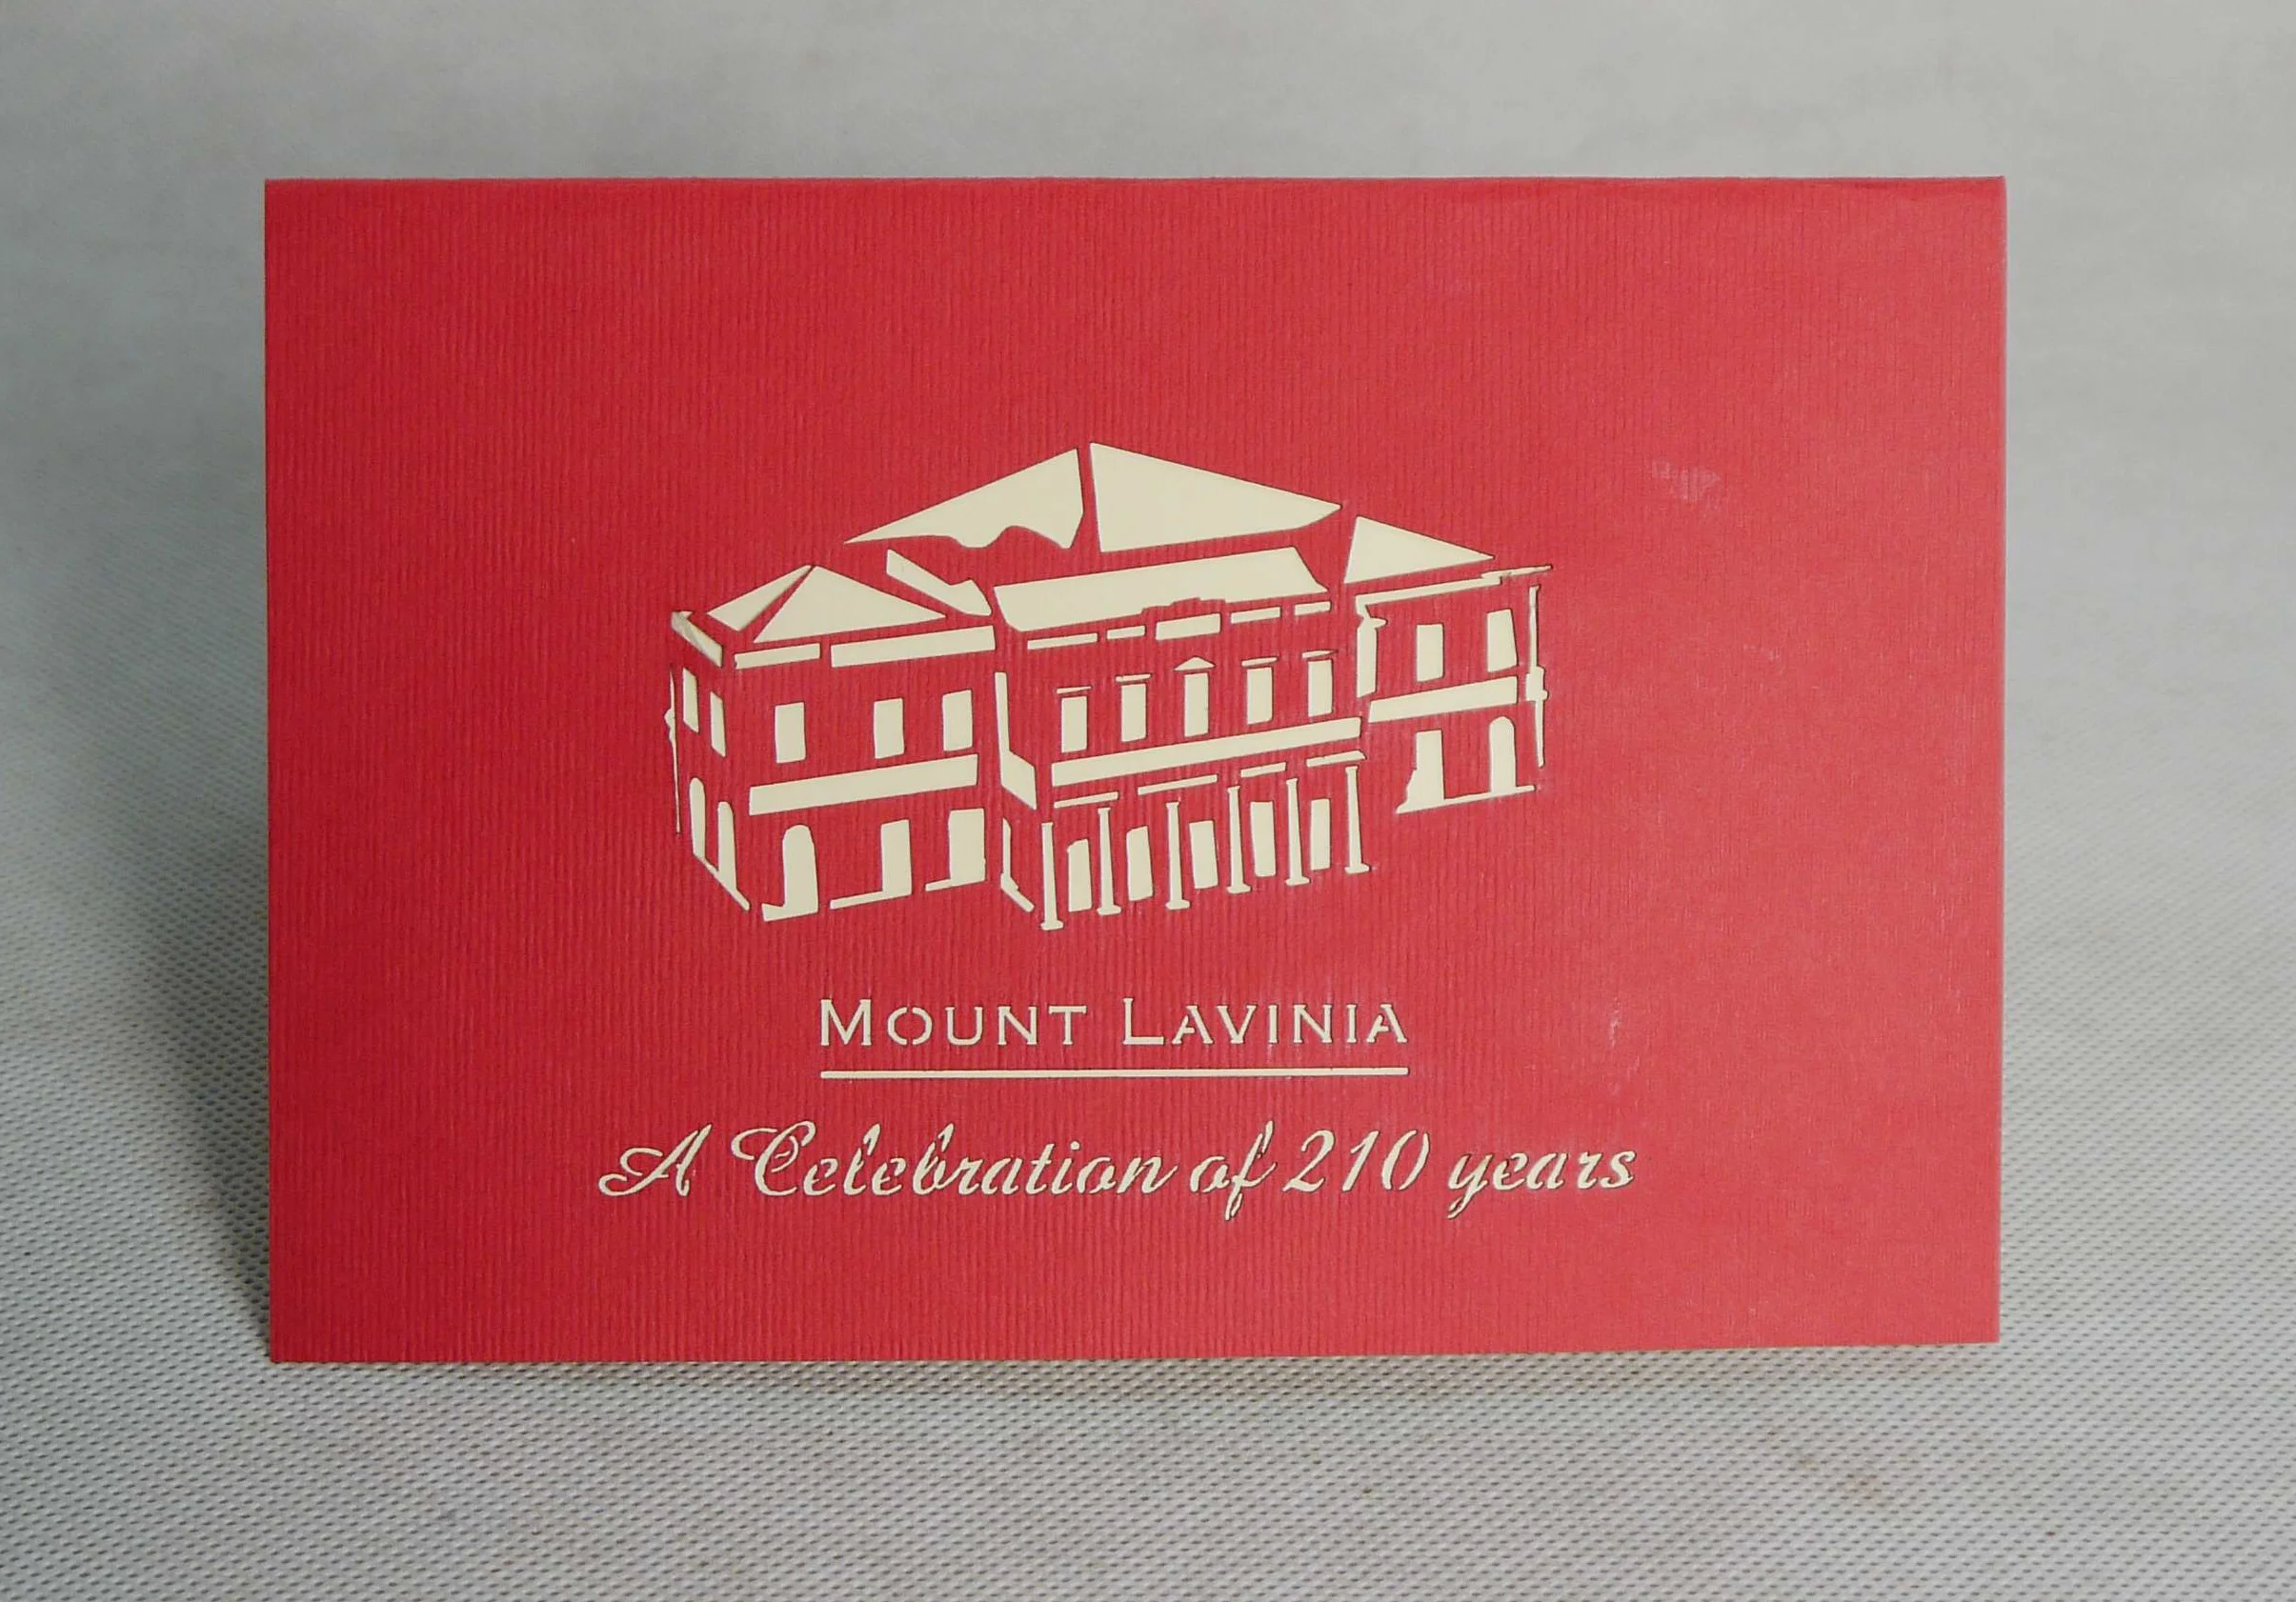 MOUNT LAVINIA
A Celebration of 210 years